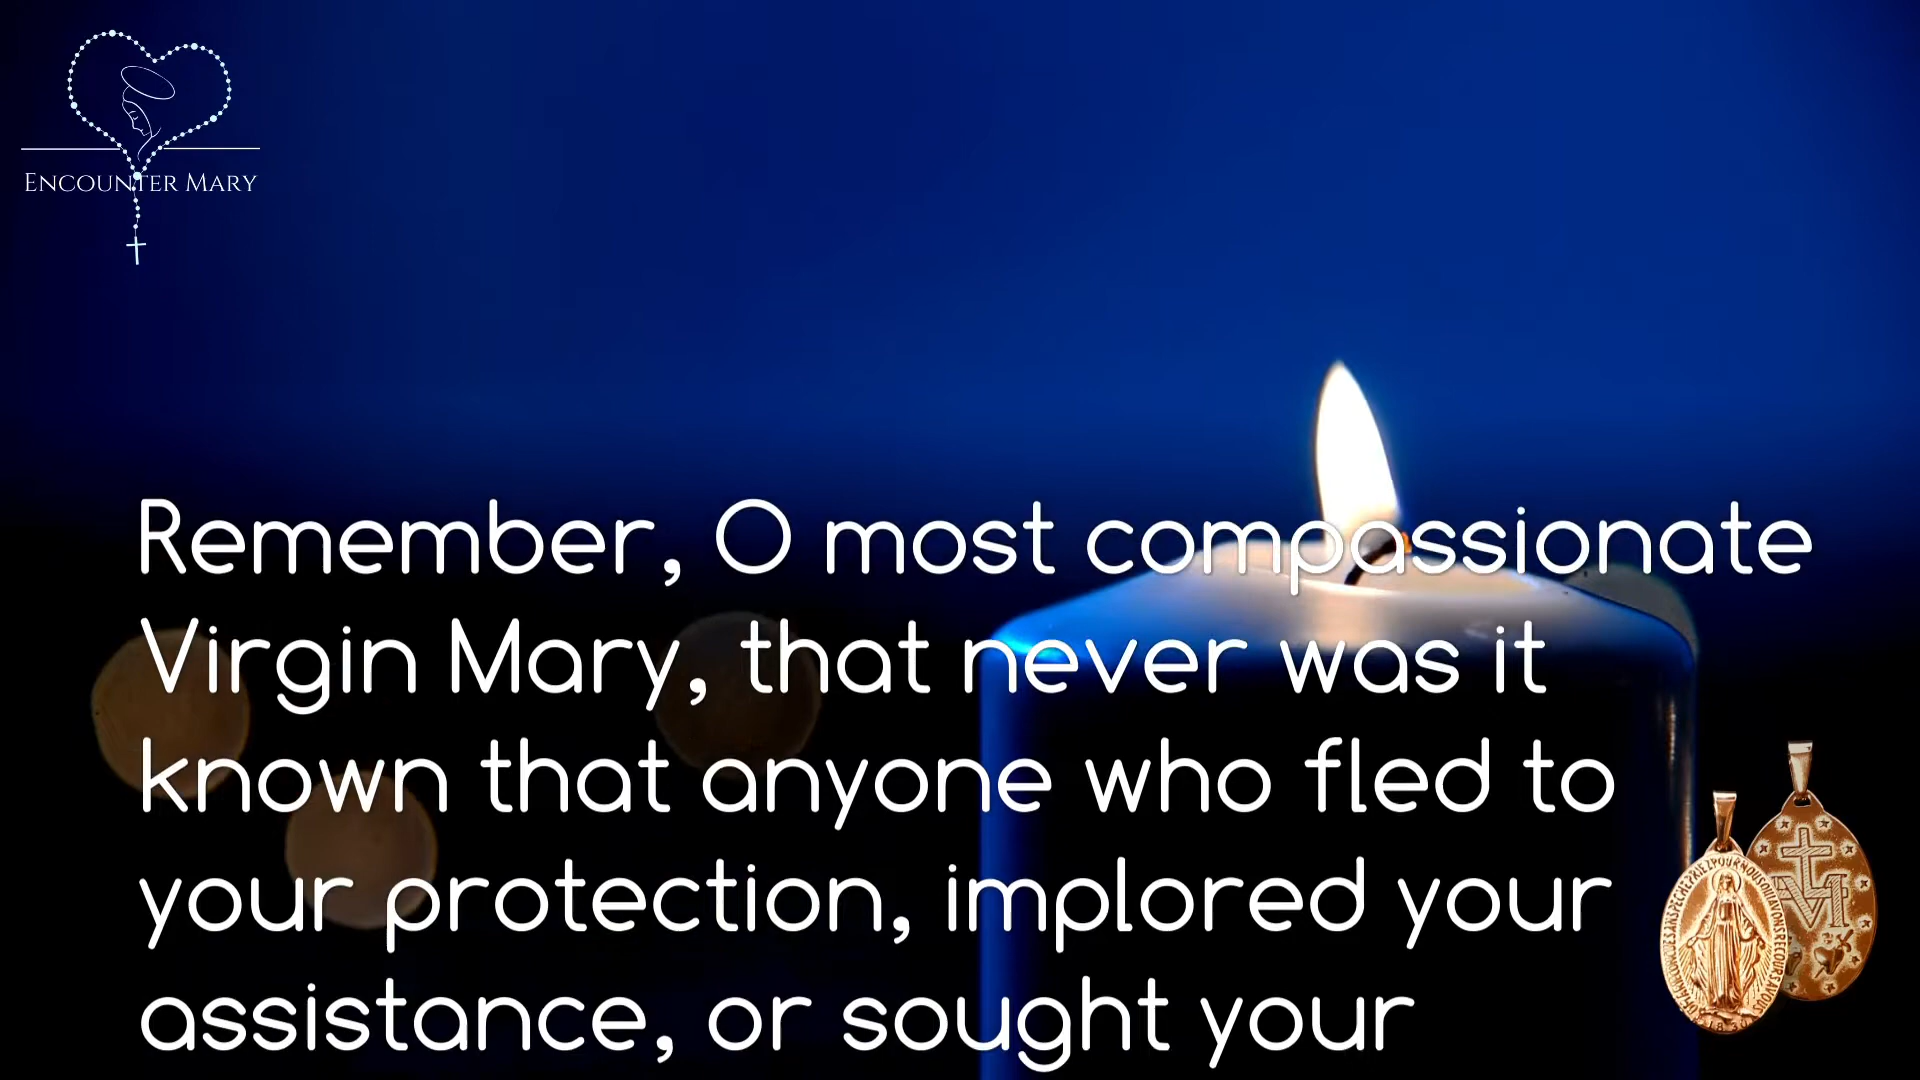 ENCOUNTER MARY
Remember, O most compassionate
Virgin Mary, that never was it
known that anyone who fled to
your protection, implored your
assistance, or sought your
1830